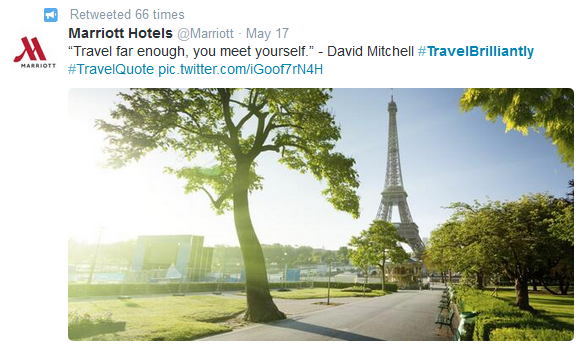 Retweeted 66 times
Marriott Hotels @Marriott · May 17
“Travel far enough, you meet yourself.” - David Mitchell #TravelBrilliantly
#TravelQuote pic.twitter.com/iGoof7rN4H
MARRIOTT